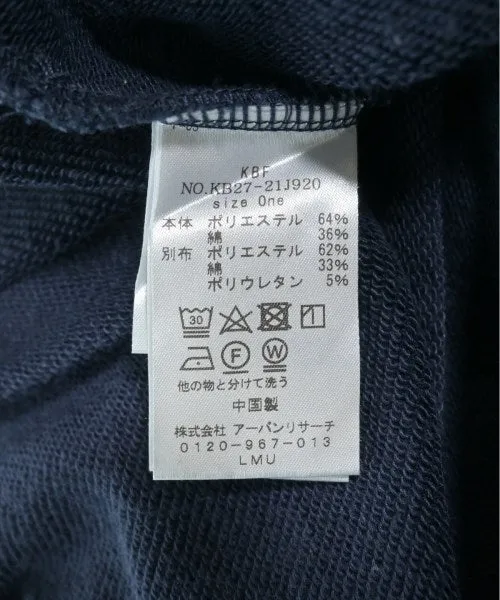 KBF
NO.KB27-21J920
size One
本体 ポリエステル 64%
綿 36%
別布 ポリエステル 62%
綿 33%
ポリウレタン 5%
30
F W
他の物と分けて洗う
中国製
株式会社 アーバンリサーチ
0120-967-013
LMU